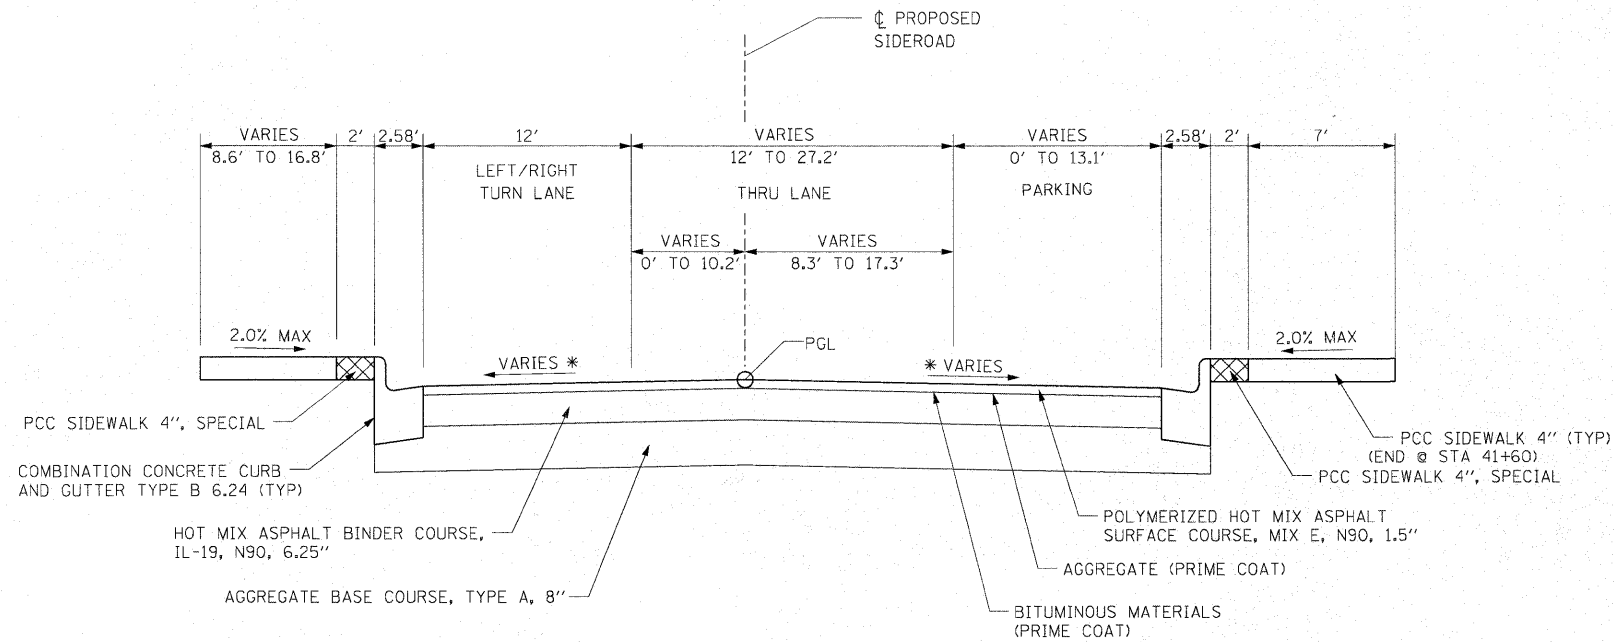 ℄ PROPOSED
SIDEROAD
VARIES
8.6' TO 16.8'
2'
2.58'
12'
LEFT/RIGHT
TURN LANE
VARIES
12' TO 27.2'
THRU LANE
VARIES
0' TO 13.1'
PARKING
2.58'
2'
7'
VARIES
0' TO 10.2'
VARIES
8.3' TO 17.3'
2.0% MAX
VARIES *
PGL
* VARIES
2.0% MAX
PCC SIDEWALK 4", SPECIAL
COMBINATION CONCRETE CURB
AND GUTTER TYPE B 6.24 (TYP)
HOT MIX ASPHALT BINDER COURSE,
IL-19, N90, 6.25"
AGGREGATE BASE COURSE, TYPE A, 8"
PCC SIDEWALK 4" (TYP)
(END @ STA 41+60)
PCC SIDEWALK 4", SPECIAL
POLYMERIZED HOT MIX ASPHALT
SURFACE COURSE, MIX E, N90, 1.5"
AGGREGATE (PRIME COAT)
BITUMINOUS MATERIALS
(PRIME COAT)